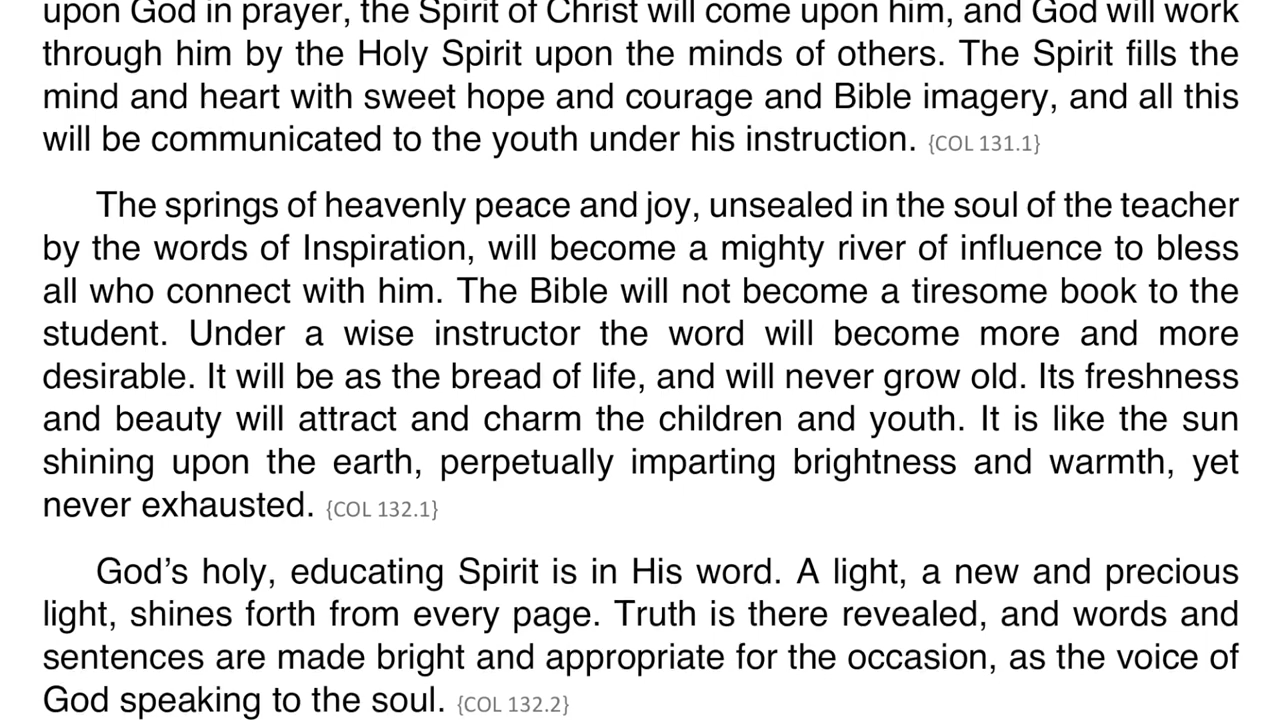 upon God in prayer, the Spirit of Christ will come upon him, and God will work
through him by the Holy Spirit upon the minds of others. The Spirit fills the
mind and heart with sweet hope and courage and Bible imagery, and all this
will be communicated to the youth under his instruction. {COL 131.1}
The springs of heavenly peace and joy, unsealed in the soul of the teacher
by the words of Inspiration, will become a mighty river of influence to bless
all who connect with him. The Bible will not become a tiresome book to the
student. Under a wise instructor the word will become more and more
desirable. It will be as the bread of life, and will never grow old. Its freshness
and beauty will attract and charm the children and youth. It is like the sun
shining upon the earth, perpetually imparting brightness and warmth, yet
never exhausted. {COL 132.1}
God’s holy, educating Spirit is in His word. A light, a new and precious
light, shines forth from every page. Truth is there revealed, and words and
sentences are made bright and appropriate for the occasion, as the voice of
God speaking to the soul. {COL 132.2}